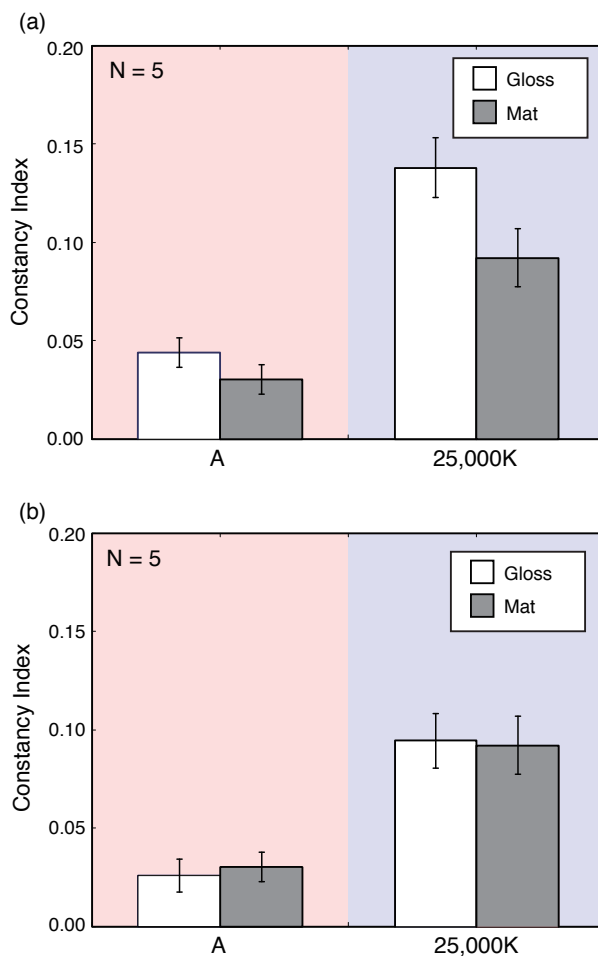 (a)
0.20
N = 5
Gloss
Mat
0.15
0.10
0.05
0.00
Constancy Index
A
25,000K
(b)
0.20
N = 5
Gloss
Mat
0.15
0.10
0.05
0.00
Constancy Index
A
25,000K